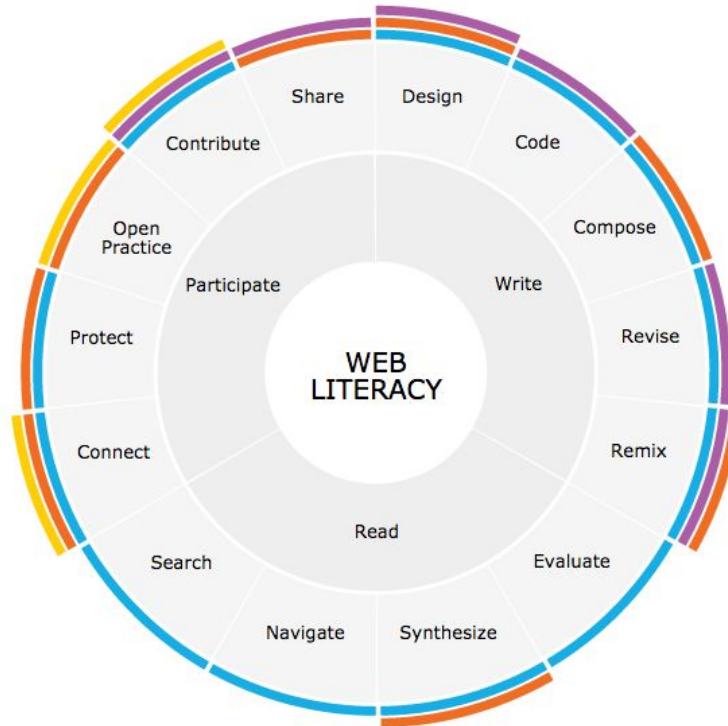 Share
Design
Contribute
Code
Open
Practice
Compose
Participate
Write
Protect
Revise
WEB
LITERACY
Connect
Remix
Read
Search
Evaluate
Navigate
Synthesize